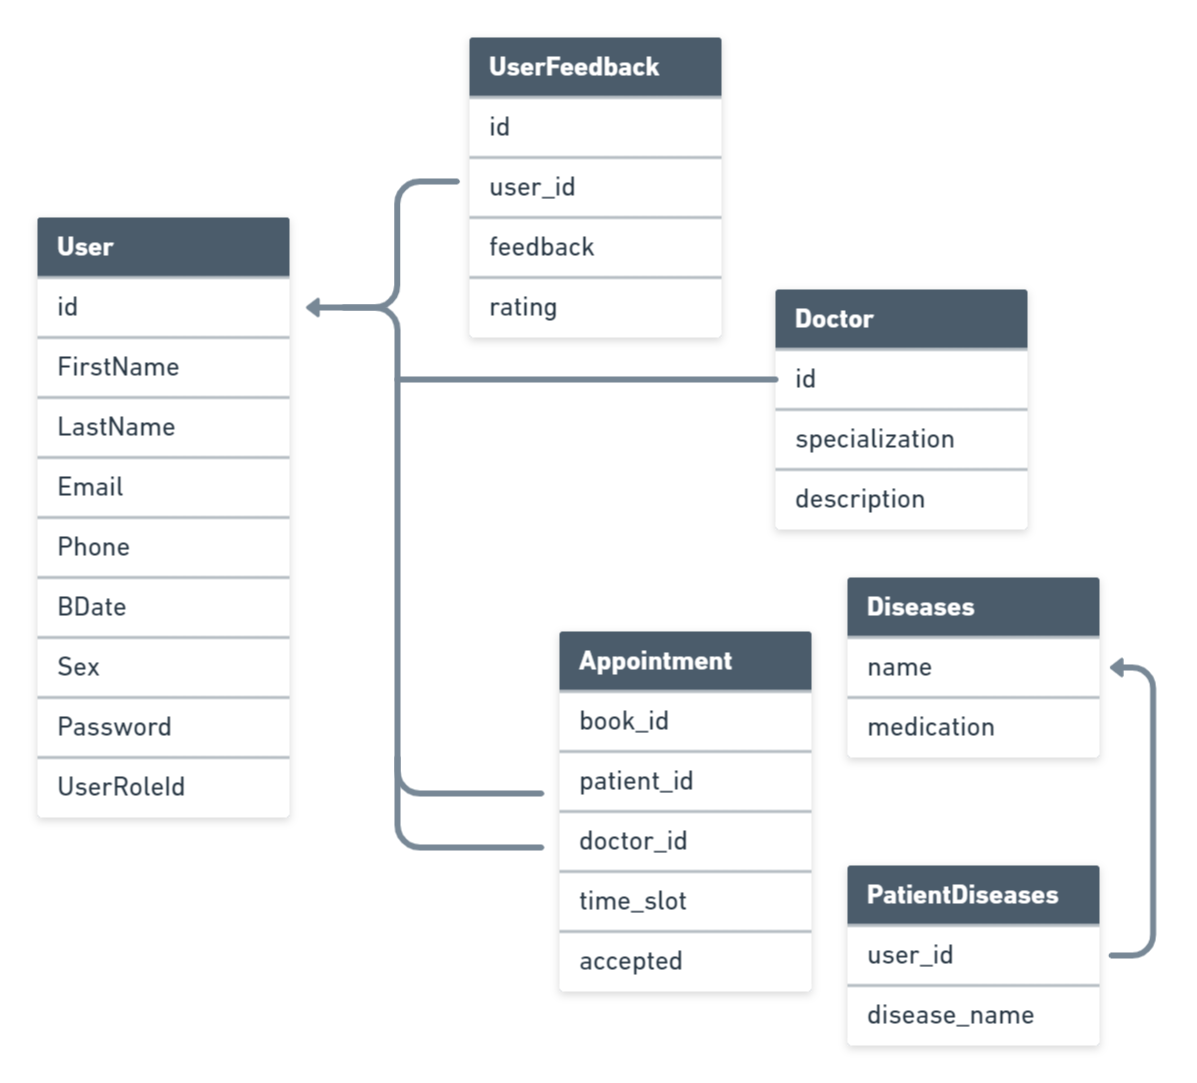 UserFeedback
id
user_id
feedback
rating
User
id
FirstName
LastName
Email
Phone
BDate
Sex
Password
UserRoleId
Doctor
id
specialization
description
Diseases
name
medication
Appointment
book_id
patient_id
doctor_id
time_slot
accepted
PatientDiseases
user_id
disease_name